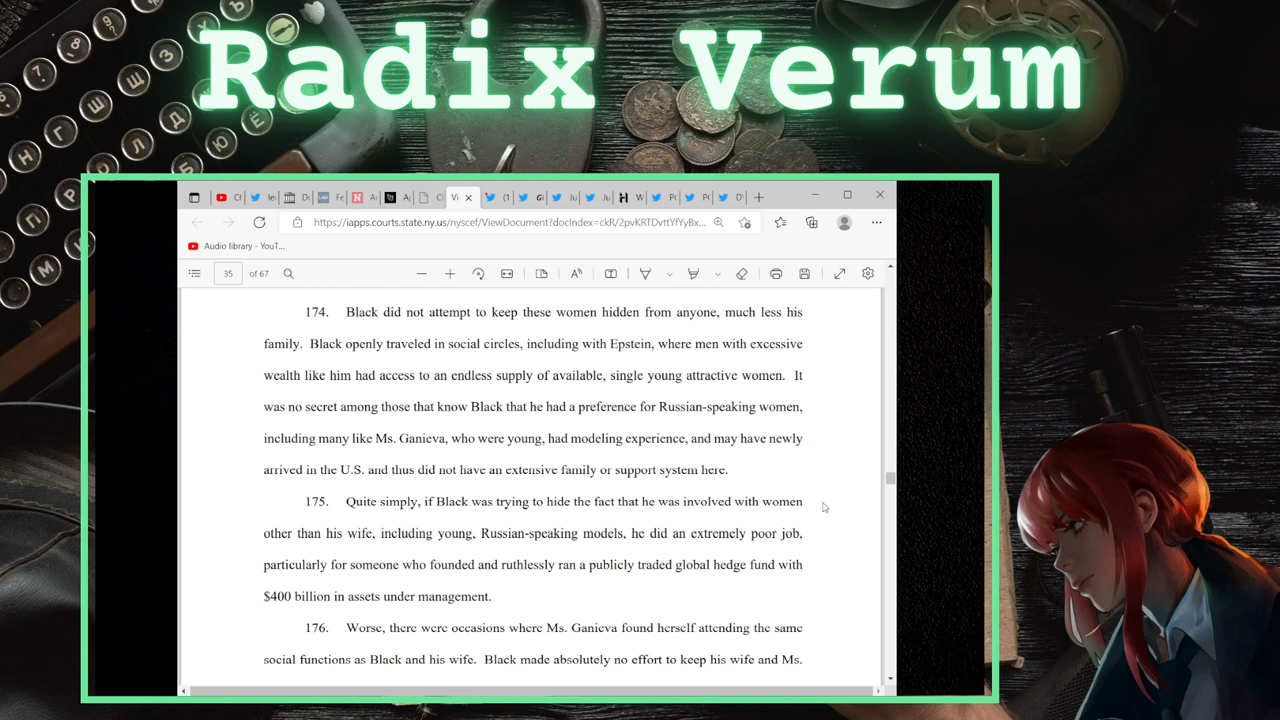 Radix Verum
https://iapps.courts.state.ny.us/nyscef/ViewDocument?docIndex=ckR/2pvKRTDvttYfYyBx...
Audio library - YouT...
35 of 67
174. Black did not attempt to keep these women hidden from anyone, much less his
family. Black openly traveled in social circles, including with Epstein, where men with excessive
wealth like him had access to an endless supply of available, single young attractive women. It
was no secret among those that know Black that he had a preference for Russian-speaking women,
including many like Ms. Ganieva, who were young, had modeling experience, and may have newly
arrived in the U.S. and thus did not have an extensive family or support system here.
175. Quite simply, if Black was trying to hide the fact that he was involved with women
other than his wife, including young, Russian-speaking models, he did an extremely poor job,
particularly for someone who founded and ruthlessly ran a publicly traded global hedge fund with
$400 billion in assets under management.
176. Worse, there were occasions where Ms. Ganieva found herself attending the same
social functions as Black and his wife. Black made absolutely no effort to keep his wife and Ms.